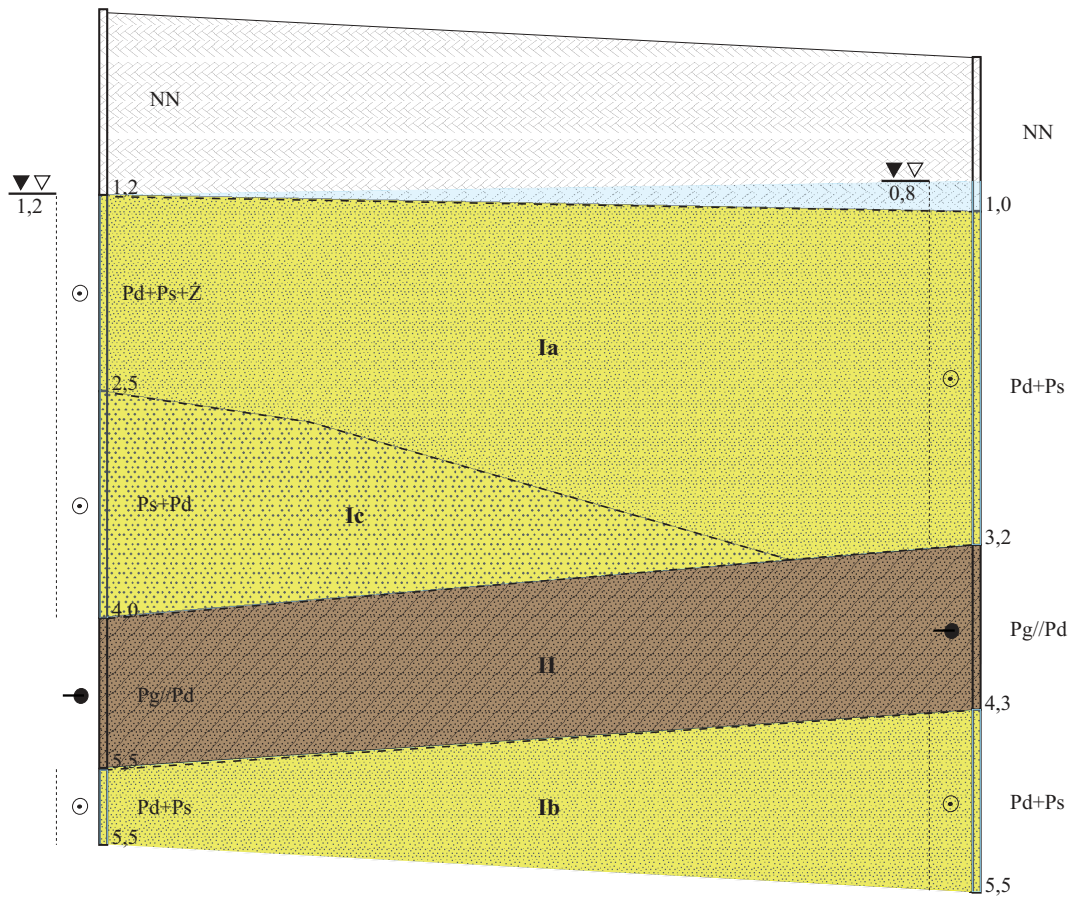 NN
NN
1,2
1,2
0,8
1,0
Pd+Ps+Ż
Ia
2,5
Pd+Ps
Ps+Pd
Ic
3,2
4,0
Pg//Pd
II
Pg//Pd
4,3
5,5
Pd+Ps
Ib
Pd+Ps
5,5
5,5